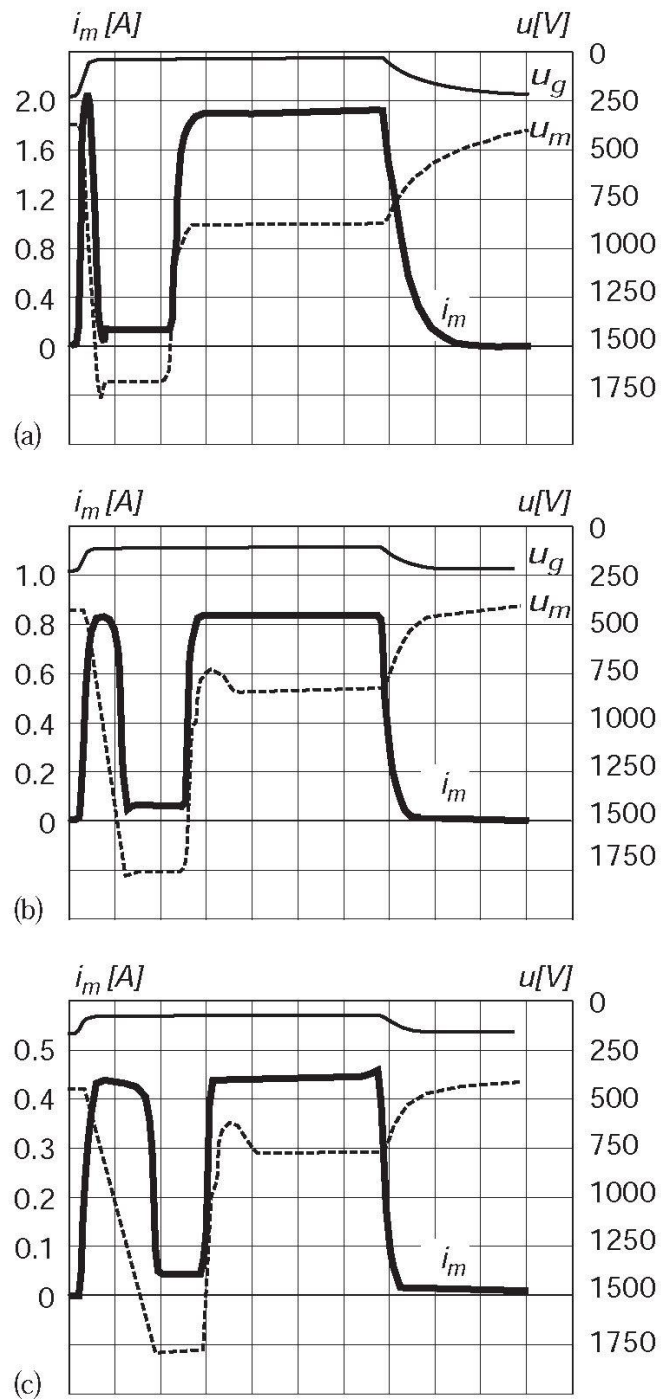 i_m [A] u[V]
0
2.0 u_g 250
1.6 u_m 500
1.2 750
0.8 1000
0.4 i_m 1250
0 1500
1750
(a)
i_m [A] u[V]
0
1.0 u_g 250
0.8 u_m 500
0.6 750
0.4 1000
0.2 i_m 1250
0 1500
1750
(b)
i_m [A] u[V]
0
0.5 250
0.4 500
0.3 750
0.2 1000
0.1 i_m 1250
0 1500
1750
(c)